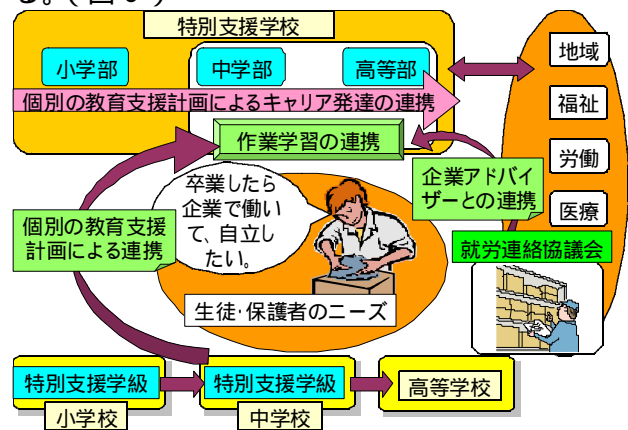 特別支援学校
小学部
中学部
高等部
個別の教育支援計画によるキャリア発達の連携
作業学習の連携
地域
福祉
労働
医療
就労連絡協議会
企業アドバイ
ザーとの連携
卒業したら
企業で働い
て、自立し
たい。
個別の教育支援
計画による連携
生徒・保護者のニーズ
特別支援学級
特別支援学級
高等学校
小学校
中学校